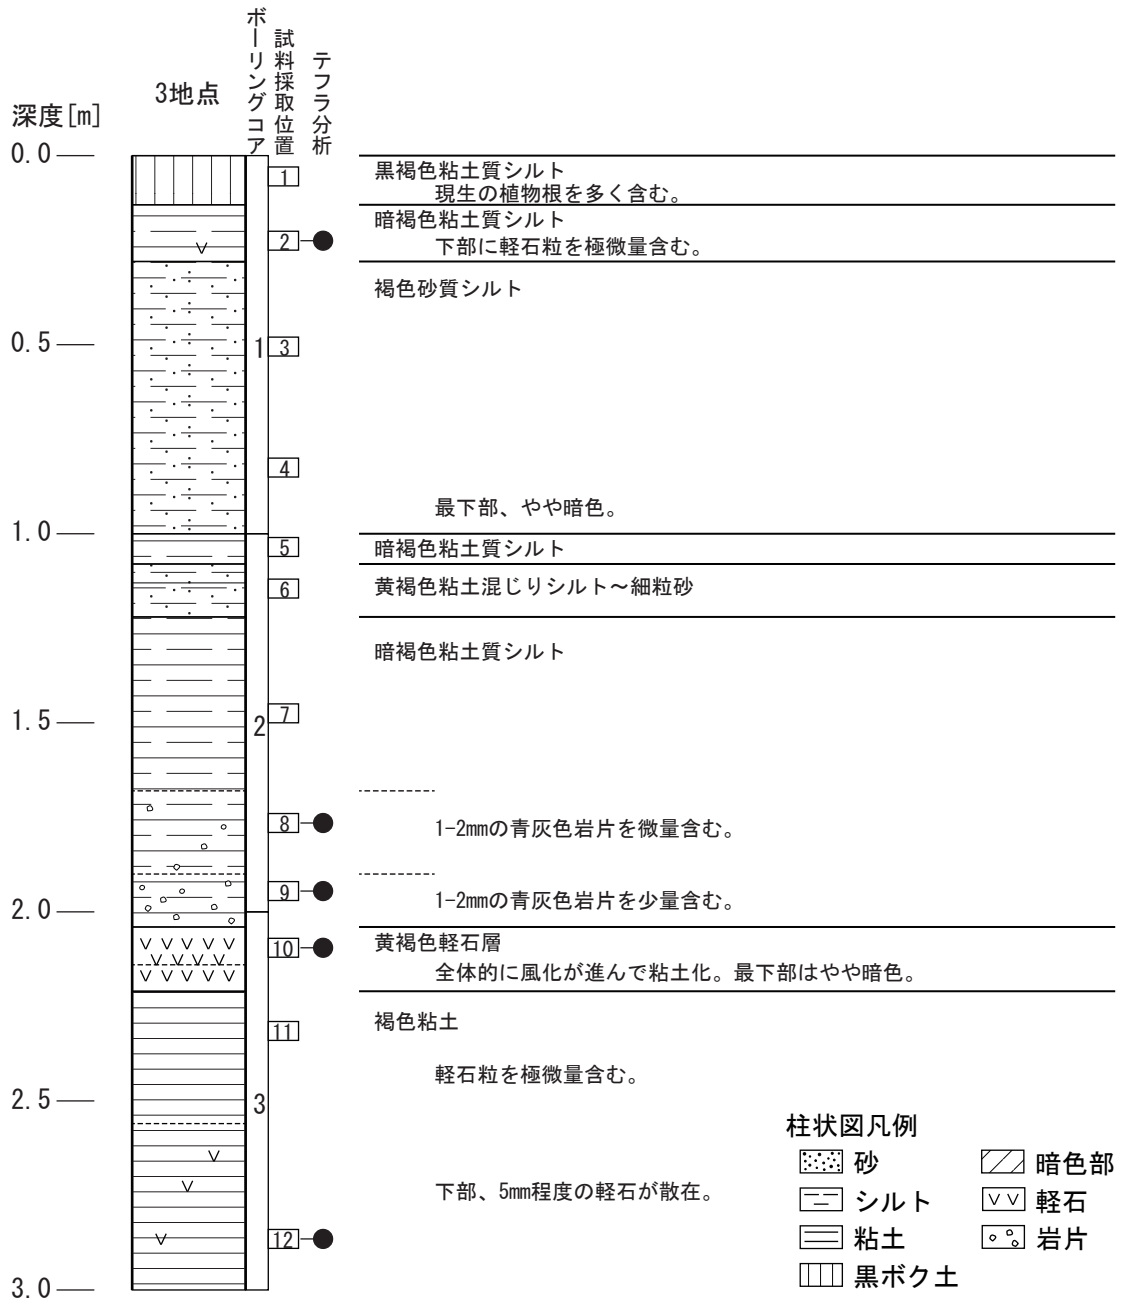 ボーリングコア
試料採取位置
テフラ分析
3地点
深度[m]
0.0
1
黒褐色粘土質シルト
現生の植物根を多く含む。
暗褐色粘土質シルト
2
下部に軽石粒を極微量含む。
褐色砂質シルト
0.5
1
3
4
最下部、やや暗色。
1.0
5
暗褐色粘土質シルト
6
黄褐色粘土混じりシルト～細粒砂
暗褐色粘土質シルト
7
1.5
2
8
1-2mmの青灰色岩片を微量含む。
9
1-2mmの青灰色岩片を少量含む。
2.0
黄褐色軽石層
10
全体的に風化が進んで粘土化。最下部はやや暗色。
11
褐色粘土
軽石粒を極微量含む。
2.5
3
柱状図凡例
砂
暗色部
下部、5mm程度の軽石が散在。
シルト
軽石
12
粘土
岩片
黒ボク土
3.0